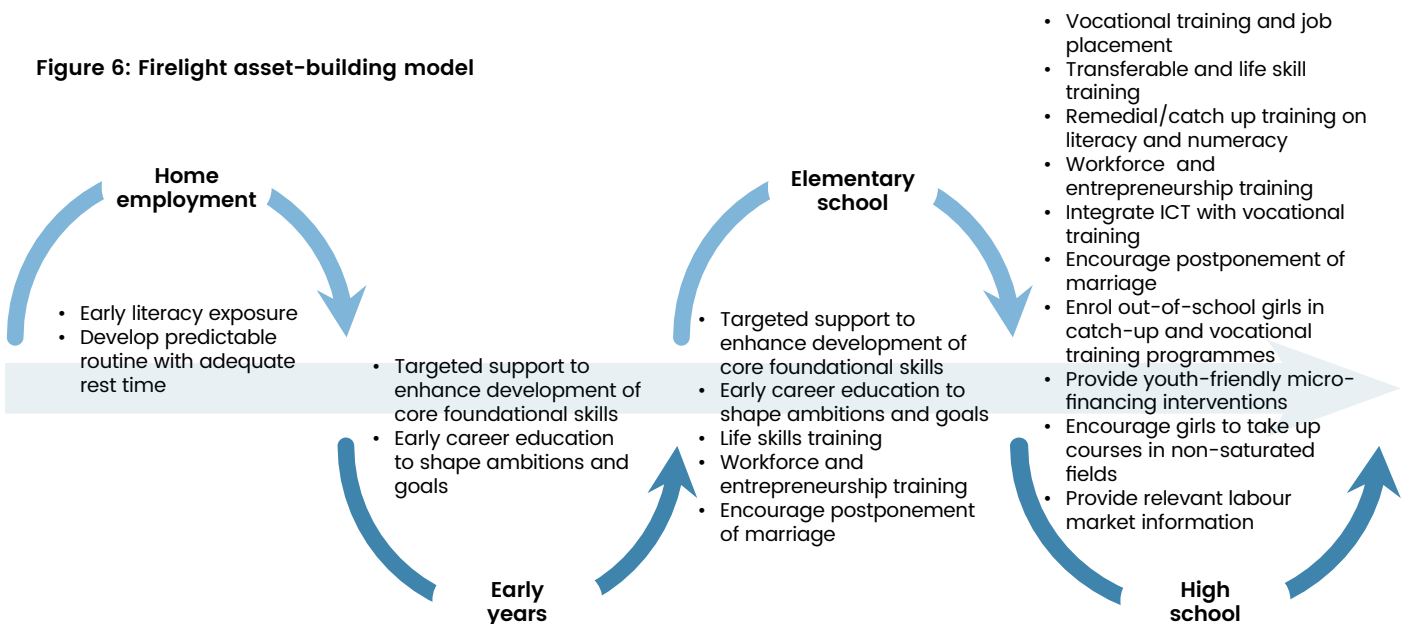 Figure 6: Firelight asset-building model
Home
employment
• Early literacy exposure
• Develop predictable
routine with adequate
rest time
• Targeted support to
enhance development of
core foundational skills
• Early career education
to shape ambitions and
goals
Early
years
Elementary
school
• Targeted support to
enhance development of
core foundational skills
• Early career education to
shape ambitions and goals
• Life skills training
• Workforce and
entrepreneurship training
• Encourage postponement
of marriage
• Vocational training and job
placement
• Transferable and life skill
training
• Remedial/catch up training on
literacy and numeracy
• Workforce and
entrepreneurship training
• Integrate ICT with vocational
training
• Encourage postponement of
marriage
• Enrol out-of-school girls in
catch-up and vocational
training programmes
• Provide youth-friendly micro-
financing interventions
• Encourage girls to take up
courses in non-saturated
fields
• Provide relevant labour
market information
High
school